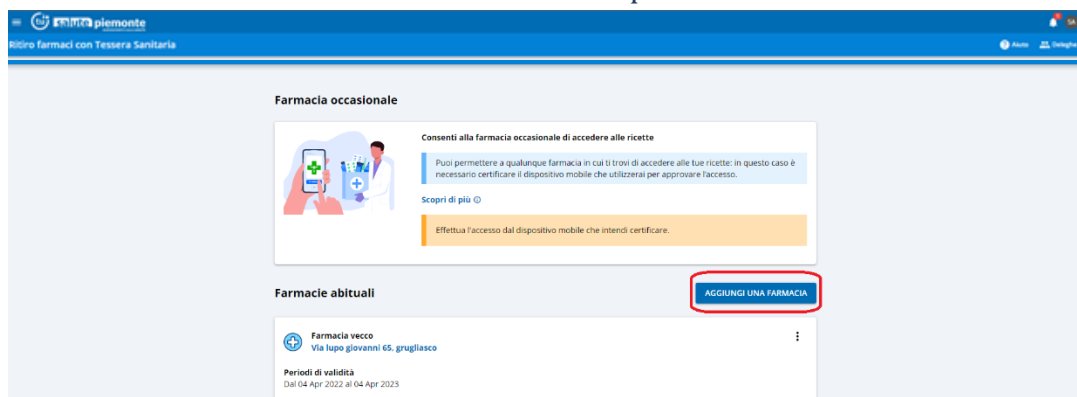 tu salute piemonte
SA
Ritiro farmaci con Tessera Sanitaria
Aiuto Deleghe
Farmacia occasionale
Consenti alla farmacia occasionale di accedere alle ricette
Puoi permettere a qualunque farmacia in cui ti trovi di accedere alle tue ricette: in questo caso è
necessario certificare il dispositivo mobile che utilizzerai per approvare l'accesso.
Scopri di più
Effettua l'accesso dal dispositivo mobile che intendi certificare.
Farmacie abituali
AGGIUNGI UNA FARMACIA
Farmacia vecco
Via lupo giovanni 65, grugliasco
Periodi di validità
Dal 04 Apr 2022 al 04 Apr 2023